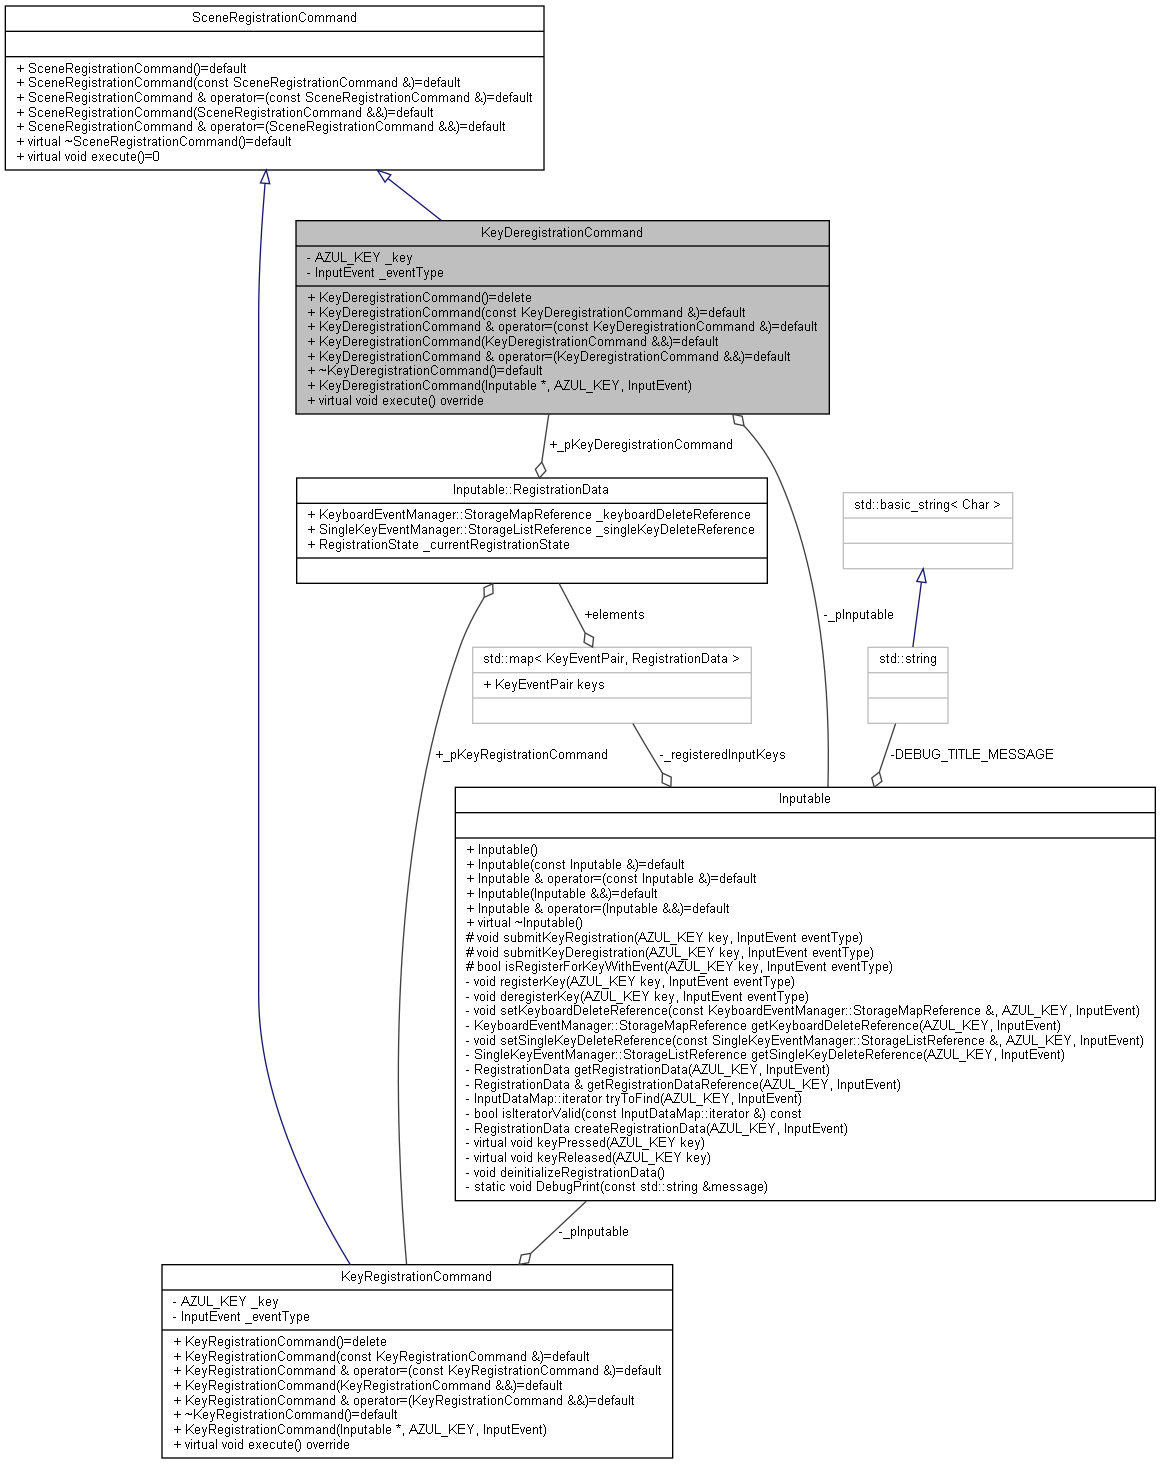 SceneRegistrationCommand
+ SceneRegistrationCommand()=default
+ SceneRegistrationCommand(const SceneRegistrationCommand &)=default
+ SceneRegistrationCommand & operator=(const SceneRegistrationCommand &)=default
+ SceneRegistrationCommand(SceneRegistrationCommand &&)=default
+ SceneRegistrationCommand & operator=(SceneRegistrationCommand &&)=default
+ virtual ~SceneRegistrationCommand()=default
+ virtual void execute()=0
KeyDeregistrationCommand
- AZUL_KEY _key
- InputEvent _eventType
+ KeyDeregistrationCommand()=delete
+ KeyDeregistrationCommand(const KeyDeregistrationCommand &)=default
+ KeyDeregistrationCommand & operator=(const KeyDeregistrationCommand &)=default
+ KeyDeregistrationCommand(KeyDeregistrationCommand &&)=default
+ KeyDeregistrationCommand & operator=(KeyDeregistrationCommand &&)=default
+ ~KeyDeregistrationCommand()=default
+ KeyDeregistrationCommand(Inputable *, AZUL_KEY, InputEvent)
+ virtual void execute() override
+_pKeyDeregistrationCommand
Inputable::RegistrationData
+ KeyboardEventManager::StorageMapReference _keyboardDeleteReference
+ SingleKeyEventManager::StorageListReference _singleKeyDeleteReference
+ RegistrationState _currentRegistrationState
std::basic_string< Char >
+elements
-_pInputable
std::map< KeyEventPair, RegistrationData >
+ KeyEventPair keys
std::string
+_pKeyRegistrationCommand
-_registeredInputKeys
-DEBUG_TITLE_MESSAGE
Inputable
+ Inputable()
+ Inputable(const Inputable &)=default
+ Inputable & operator=(const Inputable &)=default
+ Inputable(Inputable &&)=default
+ Inputable & operator=(Inputable &&)=default
+ virtual ~Inputable()
# void submitKeyRegistration(AZUL_KEY key, InputEvent eventType)
# void submitKeyDeregistration(AZUL_KEY key, InputEvent eventType)
# bool isRegisterForKeyWithEvent(AZUL_KEY key, InputEvent eventType)
- void registerKey(AZUL_KEY key, InputEvent eventType)
- void deregisterKey(AZUL_KEY key, InputEvent eventType)
- void setKeyboardDeleteReference(const KeyboardEventManager::StorageMapReference &, AZUL_KEY, InputEvent)
- KeyboardEventManager::StorageMapReference getKeyboardDeleteReference(AZUL_KEY, InputEvent)
- void setSingleKeyDeleteReference(const SingleKeyEventManager::StorageListReference &, AZUL_KEY, InputEvent)
- SingleKeyEventManager::StorageListReference getSingleKeyDeleteReference(AZUL_KEY, InputEvent)
- RegistrationData getRegistrationData(AZUL_KEY, InputEvent)
- RegistrationData & getRegistrationDataReference(AZUL_KEY, InputEvent)
- InputDataMap::iterator tryToFind(AZUL_KEY, InputEvent)
- bool isIteratorValid(const InputDataMap::iterator &) const
- RegistrationData createRegistrationData(AZUL_KEY, InputEvent)
- virtual void keyPressed(AZUL_KEY key)
- virtual void keyReleased(AZUL_KEY key)
- void deinitializeRegistrationData()
- static void DebugPrint(const std::string &message)
-_pInputable
KeyRegistrationCommand
- AZUL_KEY _key
- InputEvent _eventType
+ KeyRegistrationCommand()=delete
+ KeyRegistrationCommand(const KeyRegistrationCommand &)=default
+ KeyRegistrationCommand & operator=(const KeyRegistrationCommand &)=default
+ KeyRegistrationCommand(KeyRegistrationCommand &&)=default
+ KeyRegistrationCommand & operator=(KeyRegistrationCommand &&)=default
+ ~KeyRegistrationCommand()=default
+ KeyRegistrationCommand(Inputable *, AZUL_KEY, InputEvent)
+ virtual void execute() override